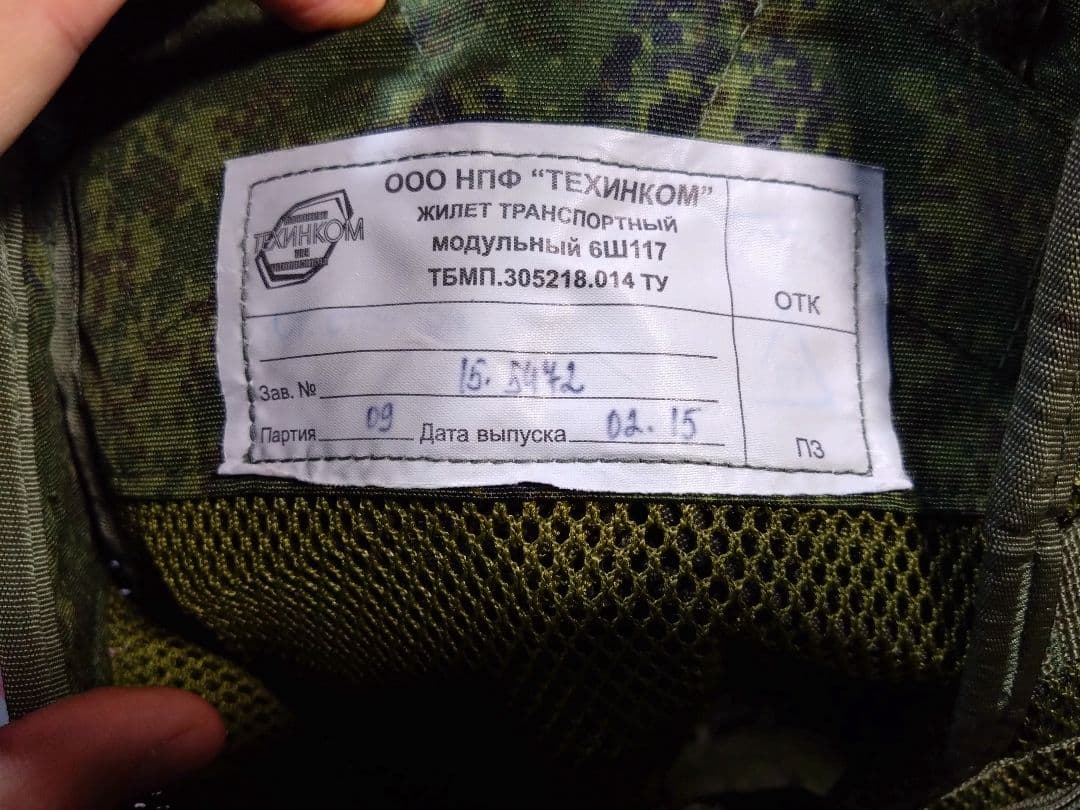 ООО НПФ “ТЕХИНКОМ”
ЖИЛЕТ ТРАНСПОРТНЫЙ
МОДУЛЬНЫЙ 6Ш117
ТБМП.305218.014 ТУ
ТЕХИНКОМ
ОТК
Зав. № 15. 5472
Партия 09 Дата выпуска 02.15
ПЗ